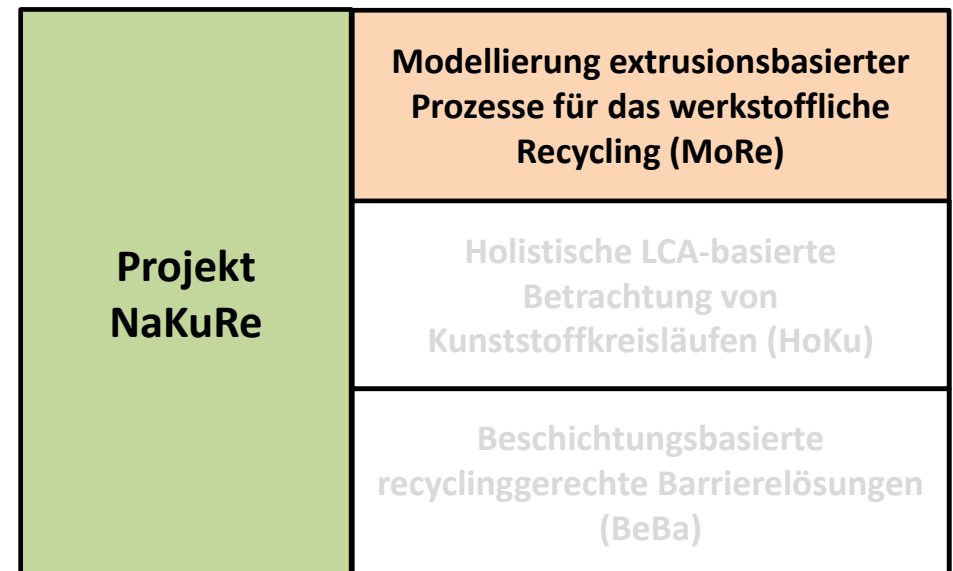 Projekt
NaKuRe
Modellierung extrusionsbasierter
Prozesse für das werkstoffliche
Recycling (MoRe)
Holistische LCA-basierte
Betrachtung von
Kunststoffkreisläufen (HoKu)
Beschichtungsbasierte
recyclinggerechte Barrierelösungen
(BeBa)